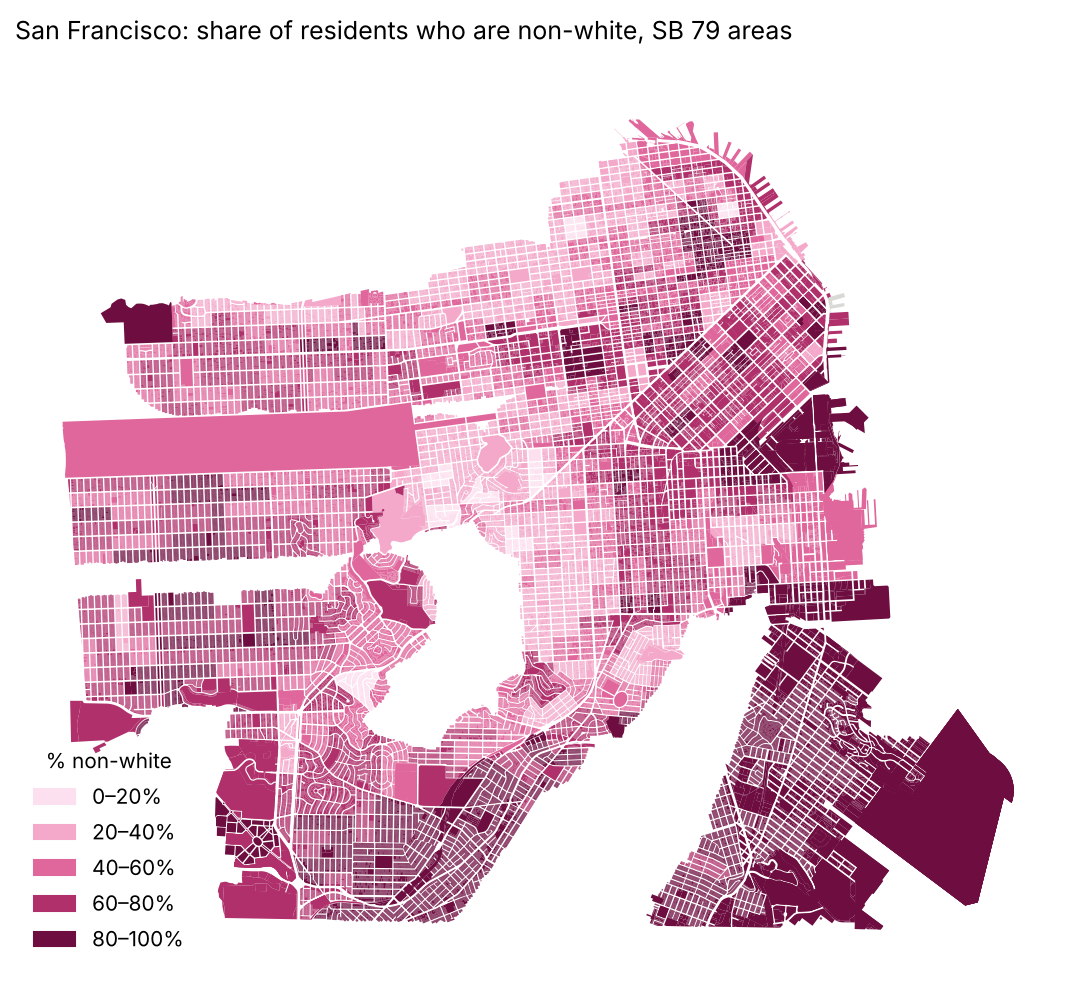 San Francisco: share of residents who are non-white, SB 79 areas
% non-white
0–20%
20–40%
40–60%
60–80%
80–100%